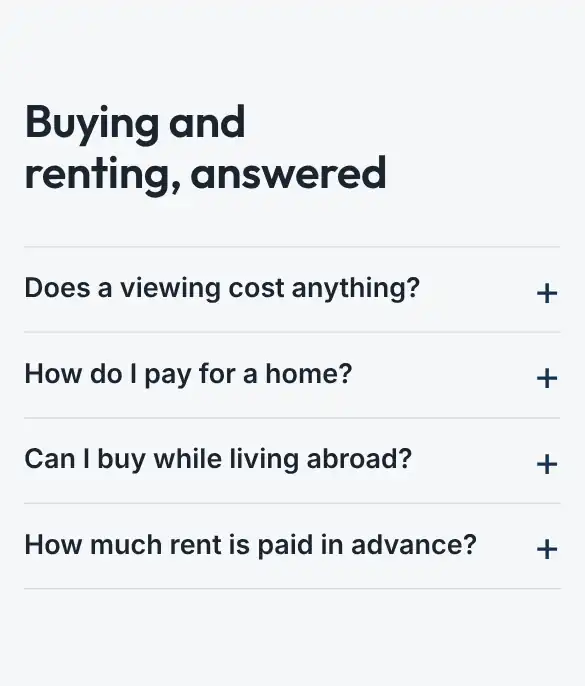 Buying and
renting, answered
Does a viewing cost anything?
How do I pay for a home?
Can I buy while living abroad?
How much rent is paid in advance?